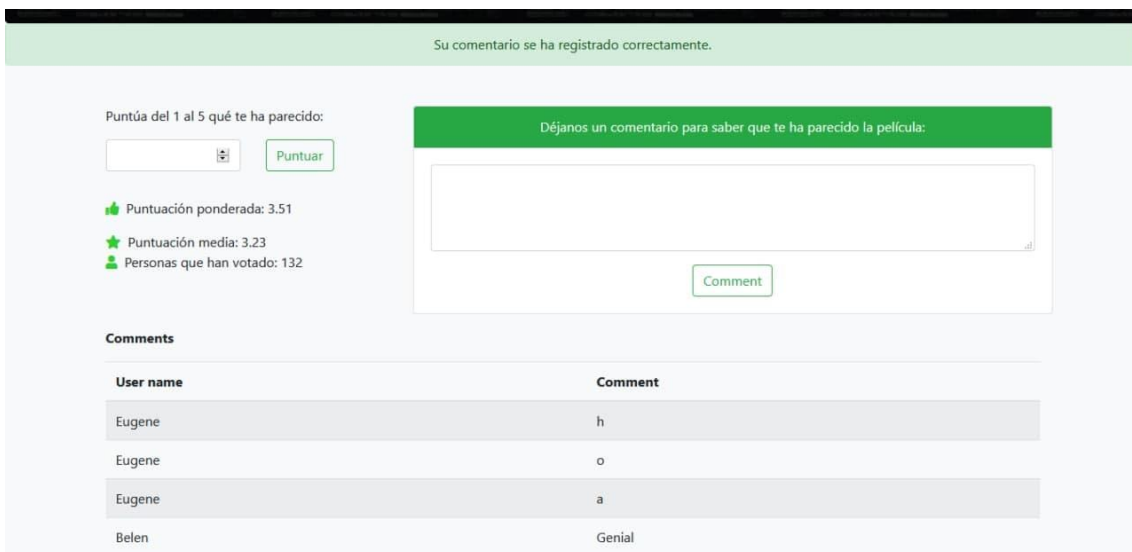 Su comentario se ha registrado correctamente.
Puntúa del 1 al 5 qué te ha parecido:
Puntuar
Puntuación ponderada: 3.51
Puntuación media: 3.23
Personas que han votado: 132
Déjanos un comentario para saber que te ha parecido la película:
Comment
Comments
User name Comment
Eugene h
Eugene o
Eugene a
Belen Genial